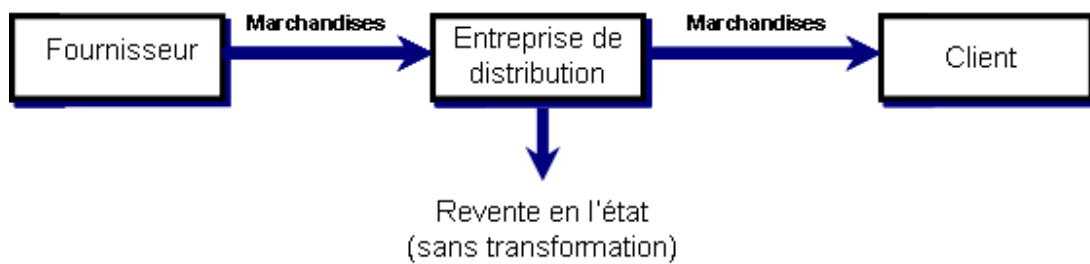 Marchandises
Marchandises
Fournisseur
Entreprise de
distribution
Client
Revente en l'état
(sans transformation)